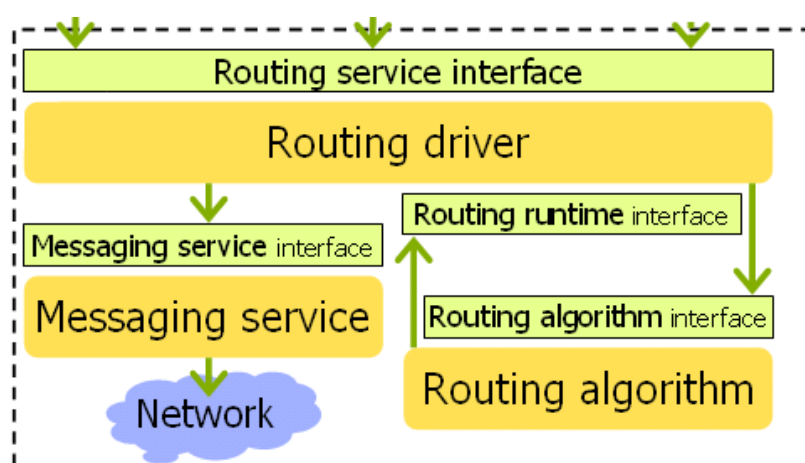 Routing service interface
Routing driver
Routing runtime interface
Messaging service interface
Messaging service
Routing algorithm interface
Routing algorithm
Network